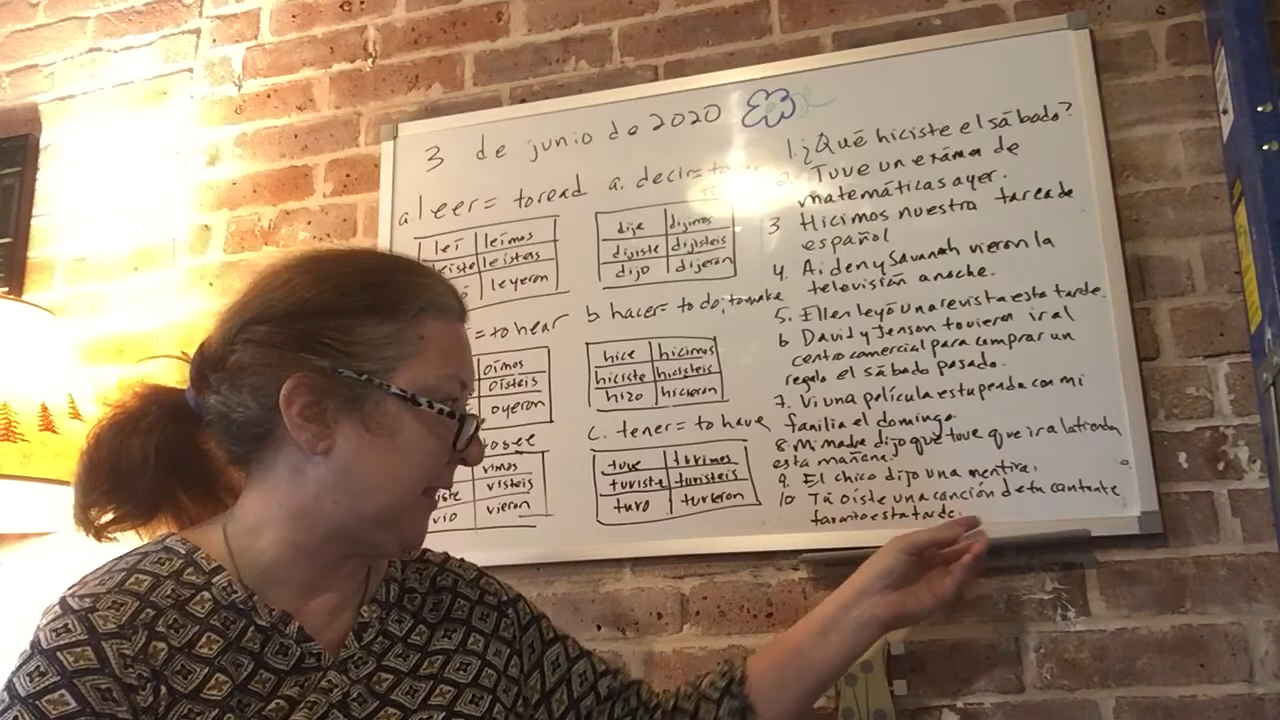 3 de junio de 2020
a. leer = to read
leí leímos
leísteis
leyeron
= to hear
oímos
oísteis
oyeron
to see
vimos
visteis
vio vieron
a. decir =
dije dijimos
dijiste dijisteis
dijo dijeron
b hacer = to do, to make
hice hicimos
hiciste hicisteis
hizo hicieron
c. tener = to have
tuve tuvimos
tuviste tuvisteis
tuvo tuvieron
1. ¿Qué hiciste el sábado?
2. Tuve un exámen de
matemáticas ayer.
3 Hicimos nuestra tarea de
español
4. Aiden y Savannah vieron la
televisión anoche.
5. Ellen leyó una revista esta tarde.
6 David y Jenson tuvieron ir al
centro comercial para comprar un
regalo el sábado pasado.
7. Vi una película estupenda con mi
familia el domingo.
8. Mi madre dijo que tuve que ir a la tienda
esta mañana.
9. El chico dijo una mentira.
10 Tú oíste una canción de tu cantante
favorito esta tarde.